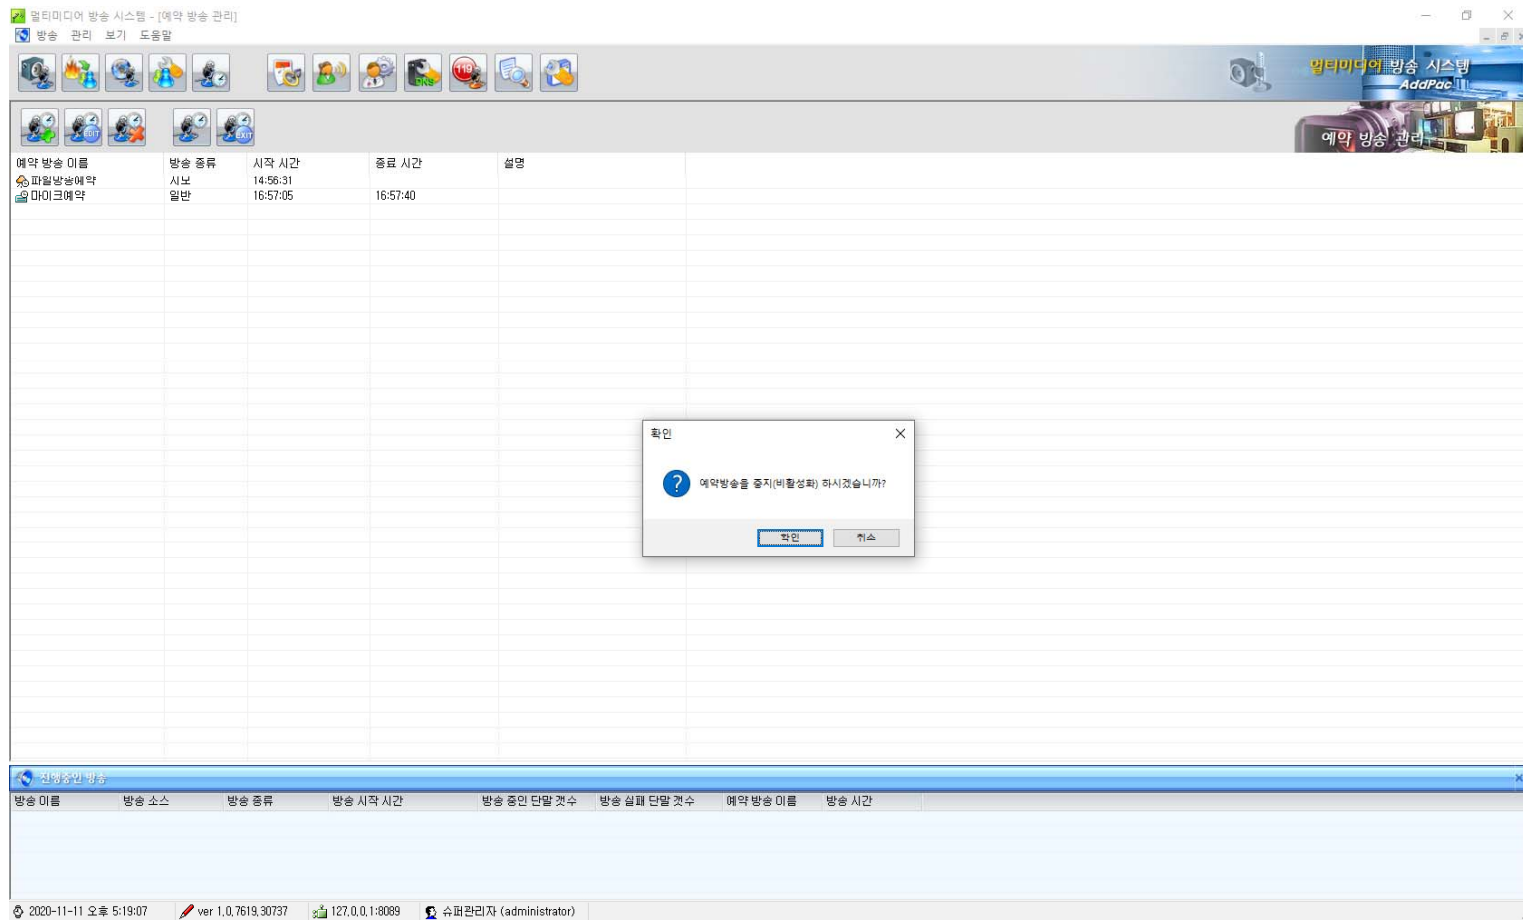 멀티미디어 방송 시스템 - [예약 방송 관리]
방송 관리 보기 도움말
멀티미디어 방송 시스템
AddPac
EDIT
EXIT
DKS
119
예약 방송 관리
예약 방송 이름 방송 종류 시작 시간 종료 시간 설명
파일방송예약 시보 14:56:31
마이크예약 일반 16:57:05 16:57:40
확인
예약방송을 중지(비활성화) 하시겠습니까?
확인 취소
진행중인 방송
방송 이름 방송 소스 방송 종류 방송 시작 시간 방송 중인 단말 갯수 방송 실패 단말 갯수 예약 방송 이름 방송 시간
2020-11-11 오후 5:19:07 ver 1,0,7619,30737 127,0,0,1:8089 슈퍼관리자 (administrator)